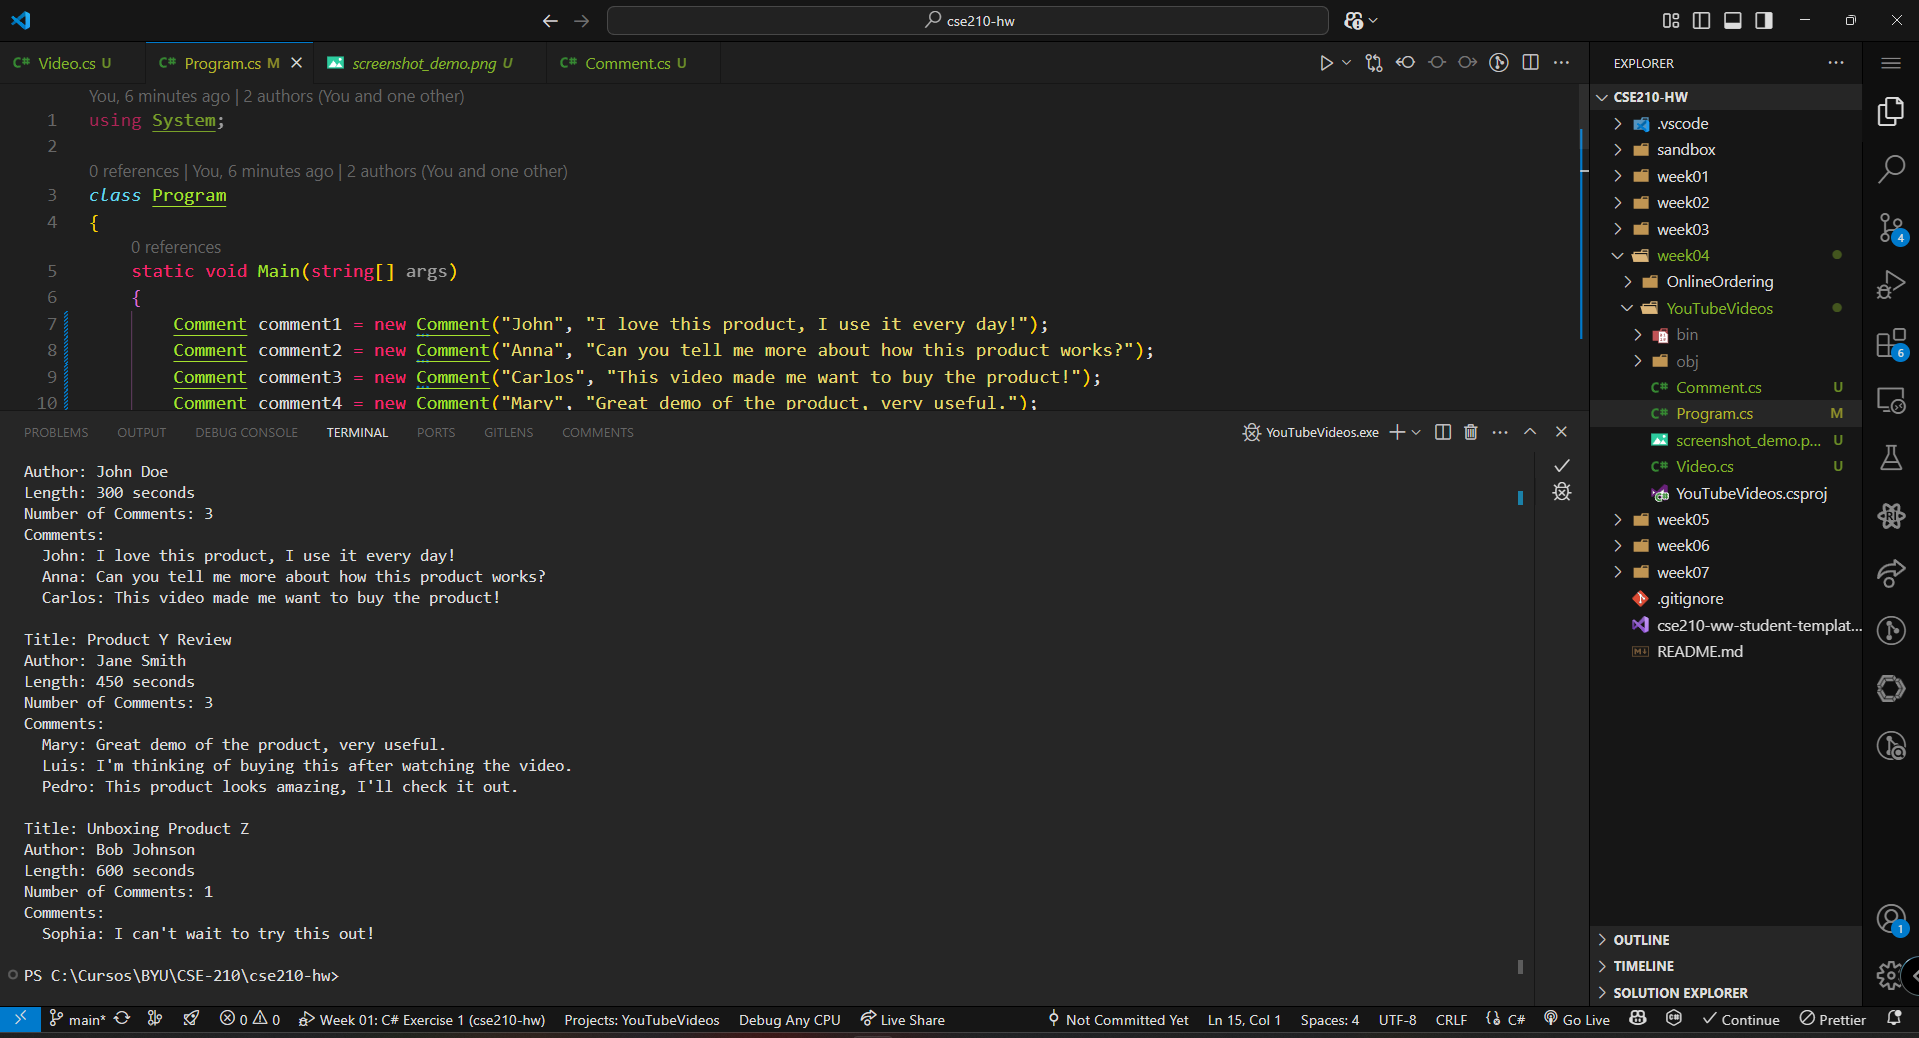 cse210-hw
Video.cs U
Program.cs M
screenshot_demo.png U
Comment.cs U
You, 6 minutes ago | 2 authors (You and one other)
1 using System;
2
0 references | You, 6 minutes ago | 2 authors (You and one other)
3 class Program
4 {
0 references
5 static void Main(string[] args)
6 {
7 Comment comment1 = new Comment("John", "I love this product, I use it every day!");
8 Comment comment2 = new Comment("Anna", "Can you tell me more about how this product works?");
9 Comment comment3 = new Comment("Carlos", "This video made me want to buy the product!");
10 Comment comment4 = new Comment("Mary", "Great demo of the product, very useful.");
PROBLEMS OUTPUT DEBUG CONSOLE TERMINAL PORTS GITLENS COMMENTS
YouTubeVideos.exe
Author: John Doe
Length: 300 seconds
Number of Comments: 3
Comments:
John: I love this product, I use it every day!
Anna: Can you tell me more about how this product works?
Carlos: This video made me want to buy the product!
Title: Product Y Review
Author: Jane Smith
Length: 450 seconds
Number of Comments: 3
Comments:
Mary: Great demo of the product, very useful.
Luis: I'm thinking of buying this after watching the video.
Pedro: This product looks amazing, I'll check it out.
Title: Unboxing Product Z
Author: Bob Johnson
Length: 600 seconds
Number of Comments: 1
Comments:
Sophia: I can't wait to try this out!
PS C:\Cursos\BYU\CSE-210\cse210-hw>
EXPLORER
CSE210-HW
.vscode
sandbox
week01
week02
week03
week04
OnlineOrdering
YouTubeVideos
bin
obj
C# Comment.cs U
C# Program.cs M
screenshot_demo.p... U
C# Video.cs U
YouTubeVideos.csproj
week05
week06
week07
.gitignore
cse210-ww-student-templat...
README.md
OUTLINE
TIMELINE
SOLUTION EXPLORER
4
6
1
main* 0 0 Week 01: C# Exercise 1 (cse210-hw) Projects: YouTubeVideos Debug Any CPU Live Share Not Committed Yet Ln 15, Col 1 Spaces: 4 UTF-8 CRLF C# Go Live Continue Prettier